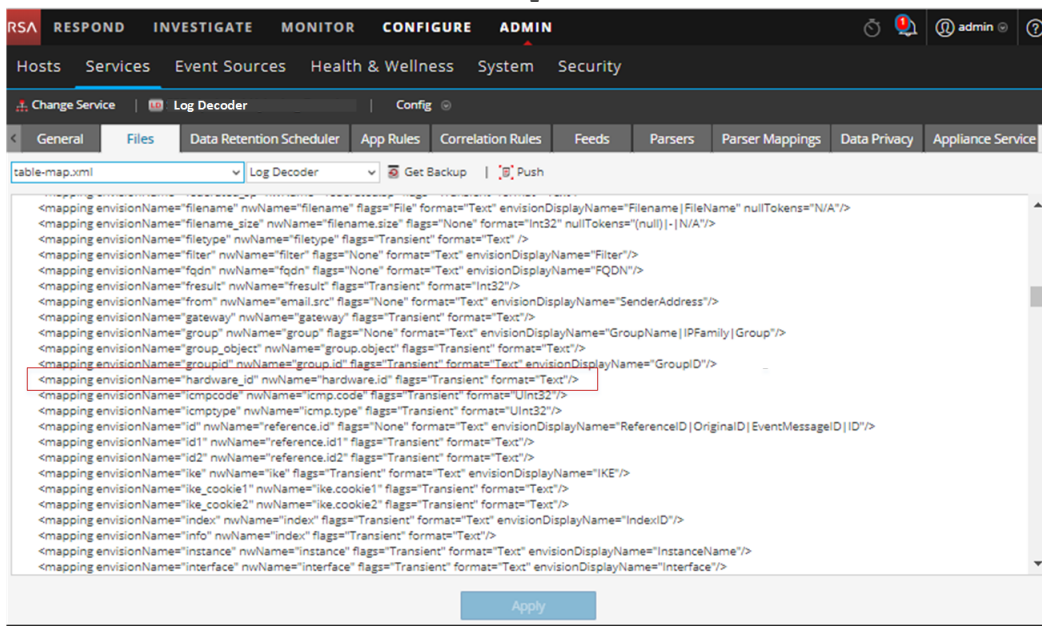 RSA RESPOND INVESTIGATE MONITOR CONFIGURE ADMIN 1 admin
Hosts Services Event Sources Health & Wellness System Security
Change Service | LD Log Decoder | Config
General Files Data Retention Scheduler App Rules Correlation Rules Feeds Parsers Parser Mappings Data Privacy Appliance Service
table-map.xml Log Decoder Get Backup | Push
<mapping envisionName="filename" nwName="filename" flags="File" format="Text" envisionDisplayName="Filename|FileName" nullTokens="N/A"/>
<mapping envisionName="filename_size" nwName="filename.size" flags="None" format="Int32" nullTokens="(null)|-|N/A"/>
<mapping envisionName="filetype" nwName="filetype" flags="Transient" format="Text" />
<mapping envisionName="filter" nwName="filter" flags="None" format="Text" envisionDisplayName="Filter"/>
<mapping envisionName="fqdn" nwName="fqdn" flags="None" format="Text" envisionDisplayName="FQDN"/>
<mapping envisionName="fresult" nwName="fresult" flags="Transient" format="Int32"/>
<mapping envisionName="from" nwName="email.src" flags="None" format="Text" envisionDisplayName="SenderAddress"/>
<mapping envisionName="gateway" nwName="gateway" flags="Transient" format="Text"/>
<mapping envisionName="group" nwName="group" flags="None" format="Text" envisionDisplayName="GroupName|IPFamily|Group"/>
<mapping envisionName="group_object" nwName="group.object" flags="Transient" format="Text"/>
<mapping envisionName="groupid" nwName="group.id" flags="Transient" format="Text" envisionDisplayName="GroupID"/>
<mapping envisionName="hardware_id" nwName="hardware.id" flags="Transient" format="Text"/>
<mapping envisionName="icmpcode" nwName="icmp.code" flags="Transient" format="UInt32"/>
<mapping envisionName="icmptype" nwName="icmp.type" flags="Transient" format="UInt32"/>
<mapping envisionName="id" nwName="reference.id" flags="None" format="Text" envisionDisplayName="ReferenceID|OriginalID|EventMessageID|ID"/>
<mapping envisionName="id1" nwName="reference.id1" flags="Transient" format="Text"/>
<mapping envisionName="id2" nwName="reference.id2" flags="Transient" format="Text"/>
<mapping envisionName="ike" nwName="ike" flags="Transient" format="Text" envisionDisplayName="IKE"/>
<mapping envisionName="ike_cookie1" nwName="ike.cookie1" flags="Transient" format="Text"/>
<mapping envisionName="ike_cookie2" nwName="ike.cookie2" flags="Transient" format="Text"/>
<mapping envisionName="index" nwName="index" flags="Transient" format="Text" envisionDisplayName="IndexID"/>
<mapping envisionName="info" nwName="index" flags="Transient" format="Text"/>
<mapping envisionName="instance" nwName="instance" flags="Transient" format="Text" envisionDisplayName="InstanceName"/>
<mapping envisionName="interface" nwName="interface" flags="Transient" format="Text" envisionDisplayName="Interface"/>
Apply